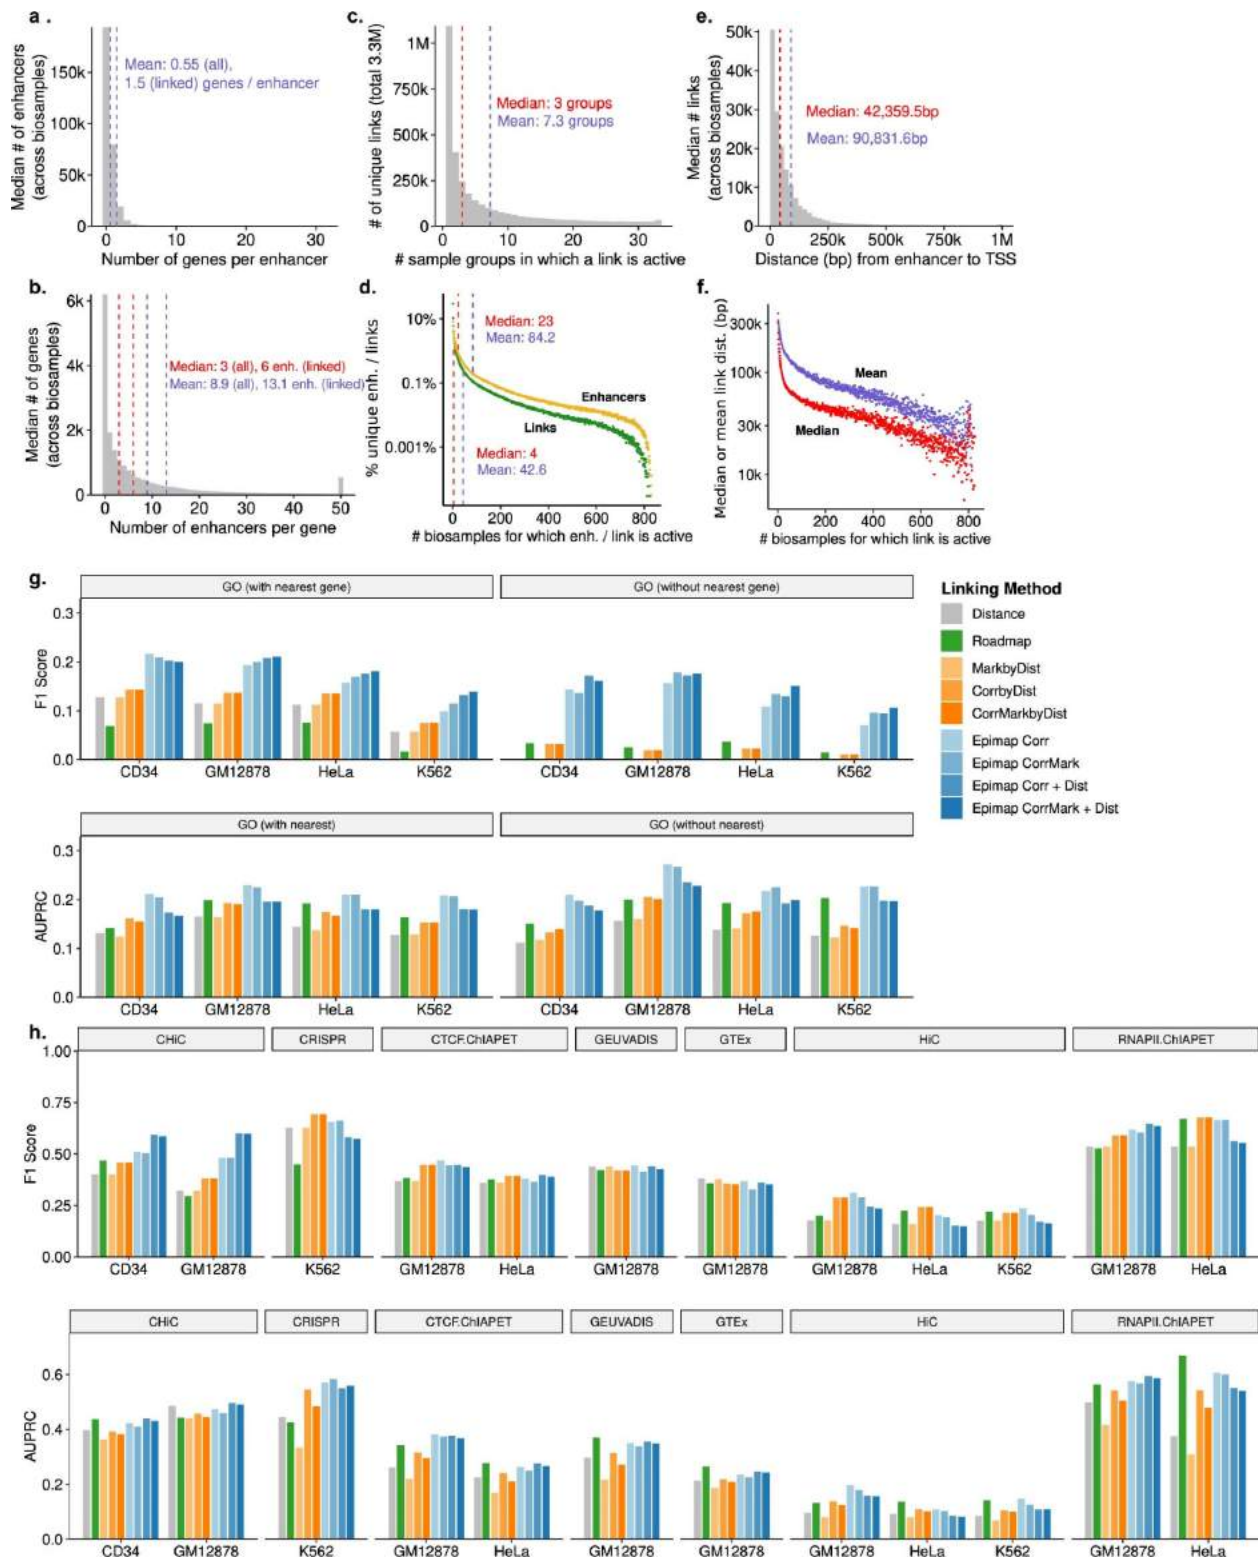 a .
Median # of enhancers
(across biosamples)
150k
100k
50k
0
Mean: 0.55 (all),
1.5 (linked) genes / enhancer
0 10 20 30
Number of genes per enhancer
c.
# of unique links (total 3.3M)
1M
750k
500k
250k
0
Median: 3 groups
Mean: 7.3 groups
0 10 20 30
# sample groups in which a link is active
e.
Median # links
(across biosamples)
50k
40k
30k
20k
10k
0
Median: 42,359.5bp
Mean: 90,831.6bp
0 250k 500k 750k 1M
Distance (bp) from enhancer to TSS
b.
Median # of genes
(across biosamples)
6k
4k
2k
0
Median: 3 (all), 6 enh. (linked)
Mean: 8.9 (all), 13.1 enh. (linked)
0 10 20 30 40 50
Number of enhancers per gene
d.
% unique enh. / links
10%
0.1%
0.001%
Median: 23
Mean: 84.2
Enhancers
Links
Median: 4
Mean: 42.6
0 200 400 600 800
# biosamples for which enh. / link is active
f.
Median or mean link dist. (bp)
300k
100k
30k
10k
Mean
Median
0 200 400 600 800
# biosamples for which link is active
g.
GO (with nearest gene) GO (without nearest gene)
F1 Score
0.3
0.2
0.1
0.0
CD34 GM12878 HeLa K562 CD34 GM12878 HeLa K562
Linking Method
Distance
Roadmap
MarkbyDist
CorrbyDist
CorrMarkbyDist
Epimap Corr
Epimap CorrMark
Epimap Corr + Dist
Epimap CorrMark + Dist
GO (with nearest) GO (without nearest)
AUPRC
0.3
0.2
0.1
0.0
CD34 GM12878 HeLa K562 CD34 GM12878 HeLa K562
h.
CHiC CRISPR CTCF.ChIAPET GEUVADIS GTEx HiC RNAPII.ChIAPET
F1 Score
1.00
0.75
0.50
0.25
0.00
CD34 GM12878 K562 GM12878 HeLa GM12878 GM12878 GM12878 HeLa K562 GM12878 HeLa
CHiC CRISPR CTCF.ChIAPET GEUVADIS GTEx HiC RNAPII.ChIAPET
AUPRC
0.6
0.4
0.2
0.0
CD34 GM12878 K562 GM12878 HeLa GM12878 GM12878 GM12878 HeLa K562 GM12878 HeLa